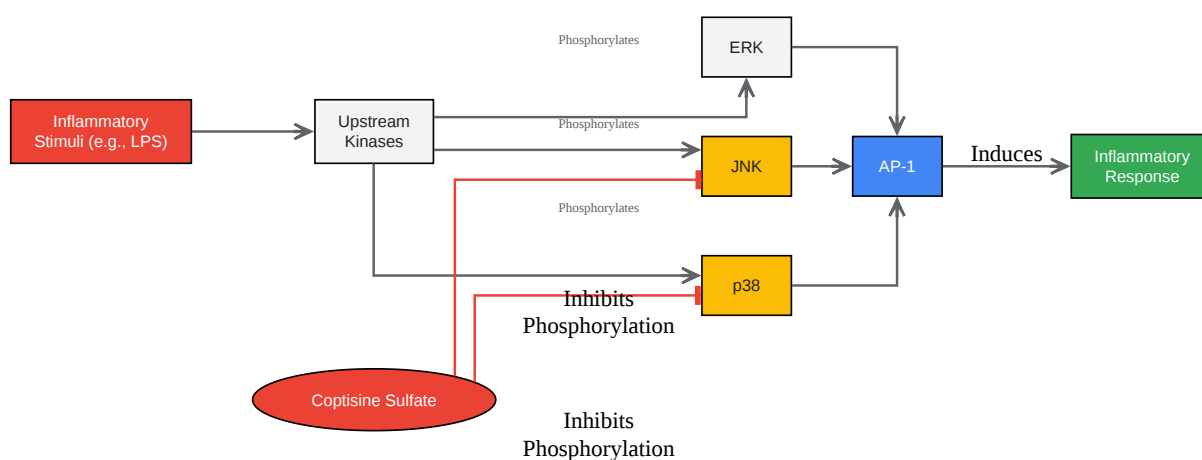 Phosphorylates
ERK
Inflammatory
Stimuli (e.g., LPS)
Upstream
Kinases
Phosphorylates
JNK
AP-1
Induces
Inflammatory
Response
Phosphorylates
p38
Inhibits
Phosphorylation
Coptisine Sulfate
Inhibits
Phosphorylation